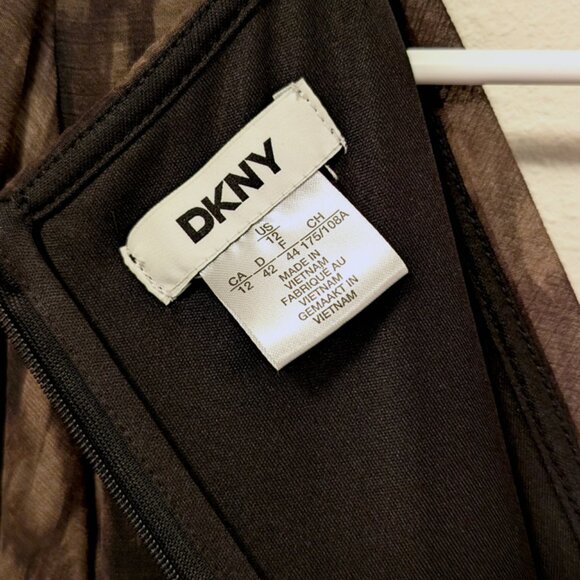 DKNY
US CH
12 175/108A
CA D F
12 42 44
MADE IN
VIETNAM
FABRIQUE AU
VIETNAM
GEMAAKT IN
VIETNAM